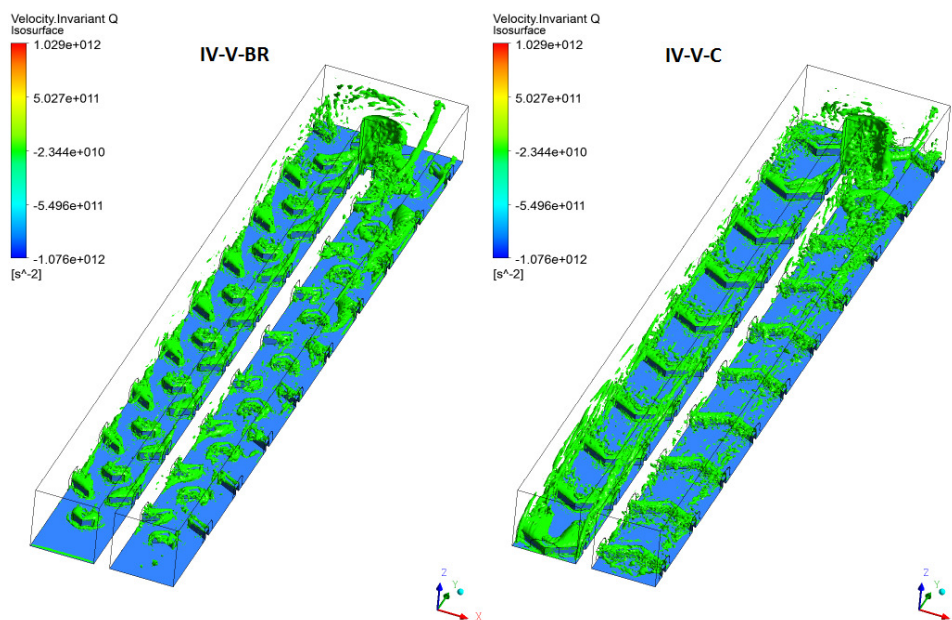 Velocity.Invariant Q
Isosurface
1.029e+012
5.027e+011
-2.344e+010
-5.496e+011
-1.076e+012
[s^-2]
IV-V-BR
Z
Y
X
Velocity.Invariant Q
Isosurface
1.029e+012
5.027e+011
-2.344e+010
-5.496e+011
-1.076e+012
[s^-2]
IV-V-C
Z
Y